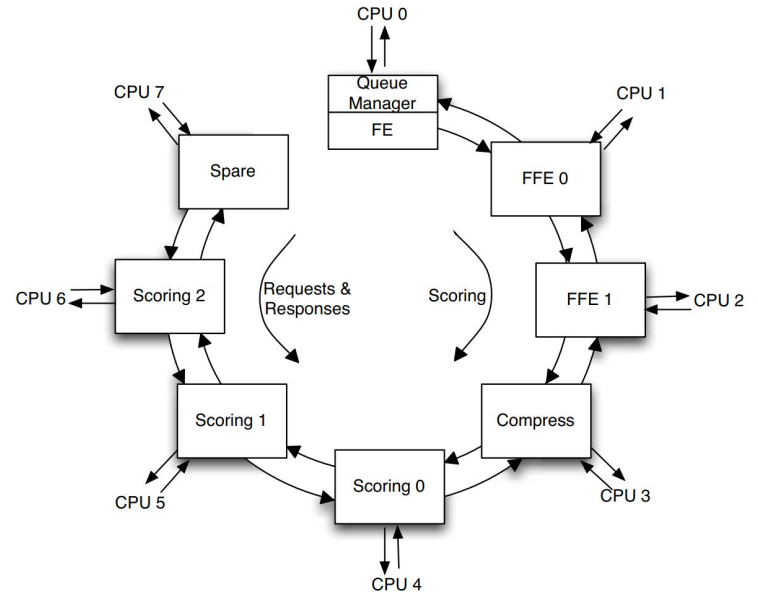 CPU 0
Queue
Manager
FE
CPU 7
CPU 1
Spare
FFE 0
Requests &
Responses
Scoring
CPU 6
Scoring 2
FFE 1
CPU 2
Scoring 1
Compress
Scoring 0
CPU 5
CPU 3
CPU 4